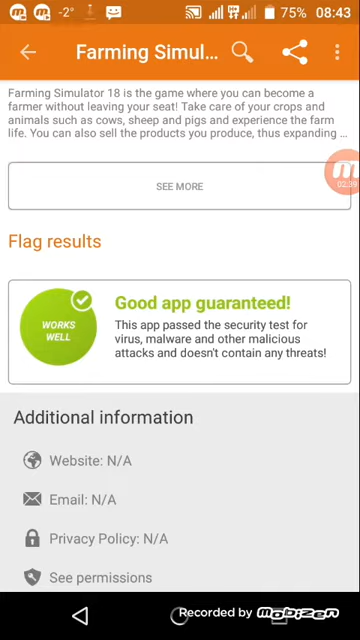 -2° 75% 08:43
Farming Simul...
Farming Simulator 18 is the game where you can become a
farmer without leaving your seat! Take care of your crops and
animals such as cows, sheep and pigs and experience the farm
life. You can also sell the products you produce, thus expanding ...
SEE MORE
02:39
Flag results
WORKS
WELL
Good app guaranteed!
This app passed the security test for
virus, malware and other malicious
attacks and doesn't contain any threats!
Additional information
Website: N/A
Email: N/A
Privacy Policy: N/A
See permissions
Recorded by mobizen